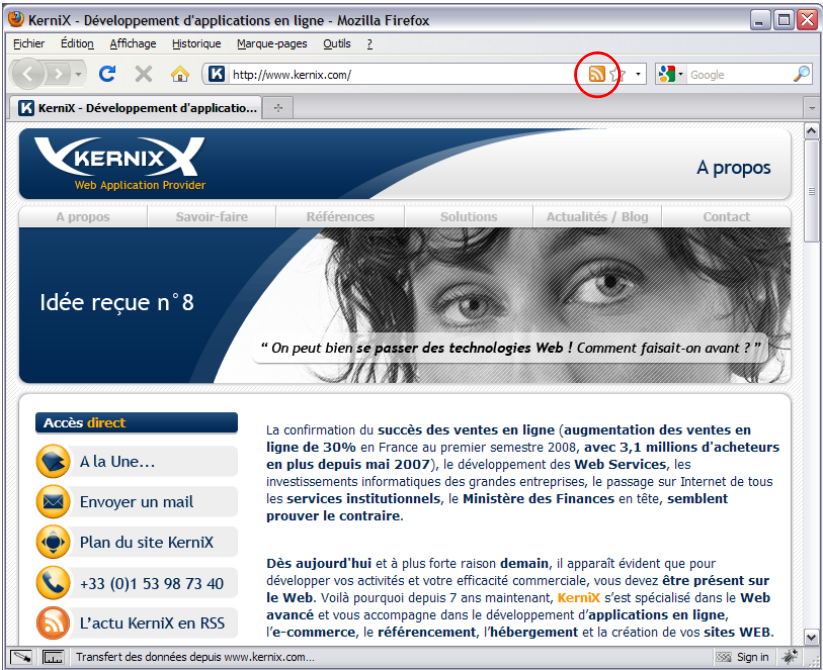 KerniX - Développement d'applications en ligne - Mozilla Firefox
Fichier Édition Affichage Historique Marque-pages Outils ?
K http://www.kernix.com/ Google
K KerniX - Développement d'applicatio...
KERNIX
Web Application Provider
A propos
A propos Savoir-faire Références Solutions Actualités / Blog Contact
Idée reçue n°8
“ On peut bien se passer des technologies Web ! Comment faisait-on avant ? ”
Accès direct
A la Une...
Envoyer un mail
Plan du site KerniX
+33 (0)1 53 98 73 40
L'actu KerniX en RSS
La confirmation du succès des ventes en ligne (augmentation des ventes en
ligne de 30% en France au premier semestre 2008, avec 3,1 millions d'acheteurs
en plus depuis mai 2007), le développement des Web Services, les
investissements informatiques des grandes entreprises, le passage sur Internet de tous
les services institutionnels, le Ministère des Finances en tête, semblent
prouver le contraire.
Dès aujourd'hui et à plus forte raison demain, il apparaît évident que pour
développer vos activités et votre efficacité commerciale, vous devez être présent sur
le Web. Voilà pourquoi depuis 7 ans maintenant, KerniX s’est spécialisé dans le Web
avancé et vous accompagne dans le développement d’applications en ligne,
l’e-commerce, le référencement, l’hébergement et la création de vos sites WEB.
Transfert des données depuis www.kernix.com... Sign in